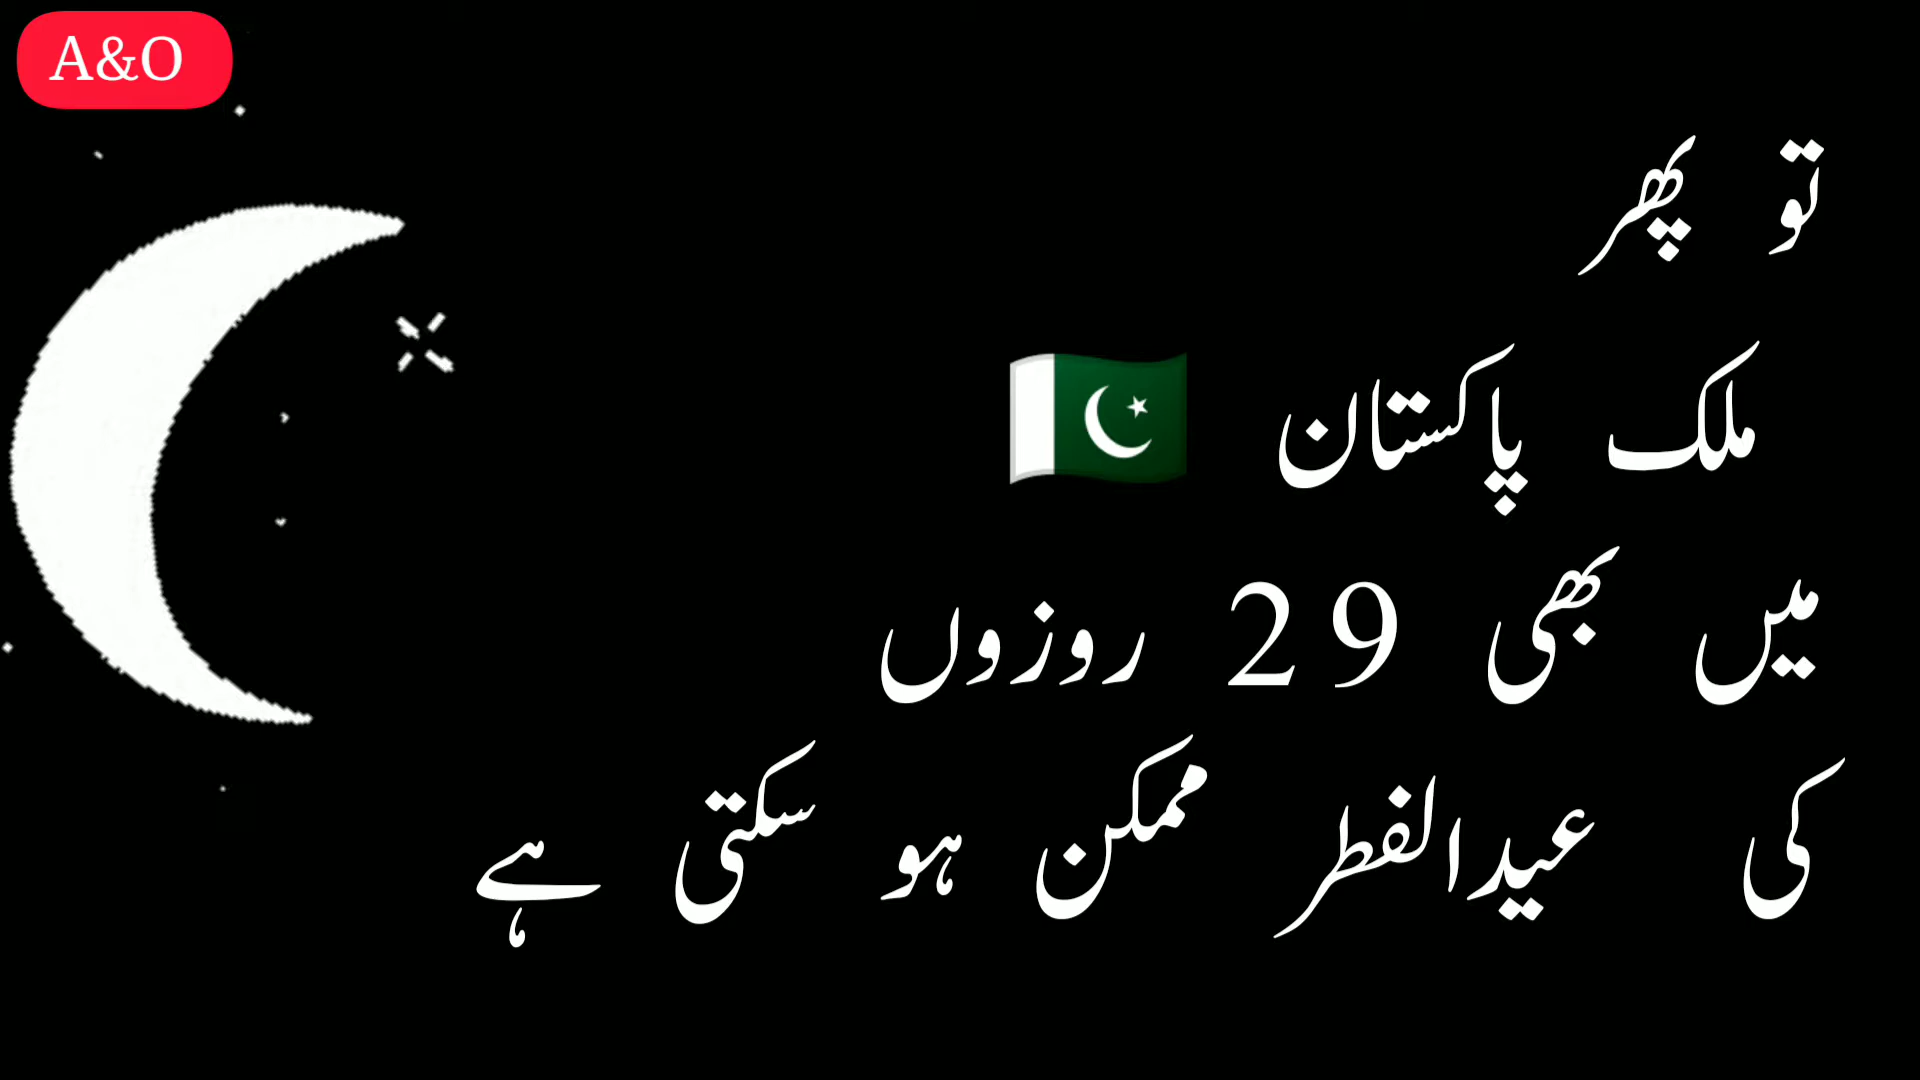 A&O
تو پھر
ملک پاکستان 🇵🇰
میں بھی 29 روزوں
کی عیدالفطر ممکن ہو سکتی ہے